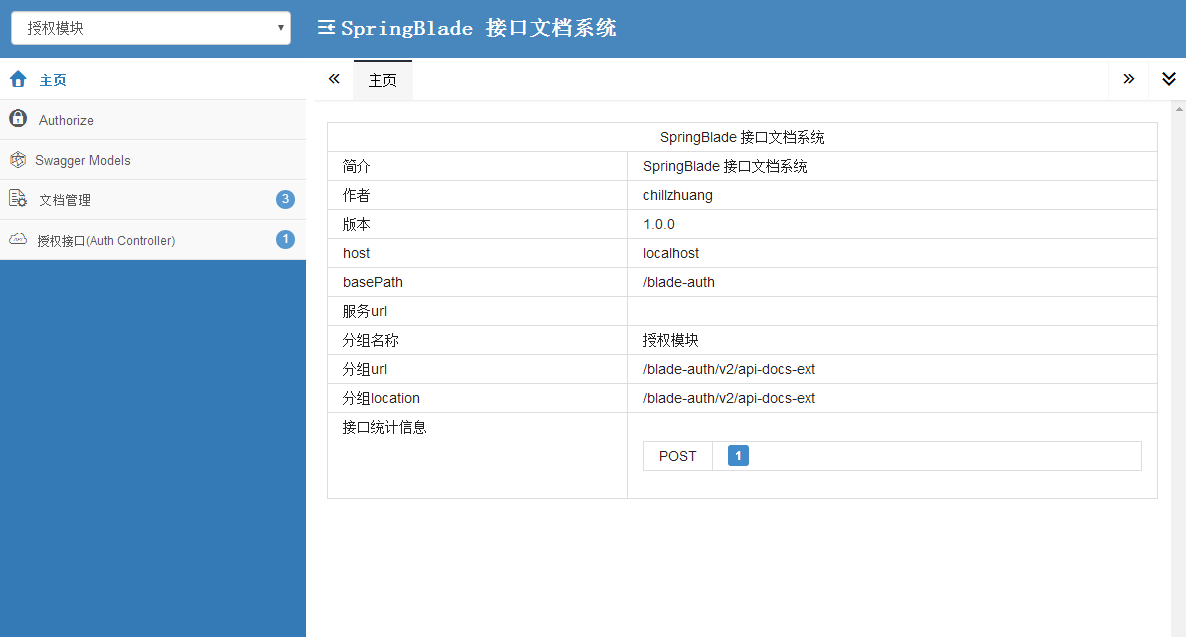 授权模块
SpringBlade 接口文档系统
主页
Authorize
Swagger Models
文档管理 3
授权接口(Auth Controller) 1
主页
SpringBlade 接口文档系统
简介 SpringBlade 接口文档系统
作者 chillzhuang
版本 1.0.0
host localhost
basePath /blade-auth
服务url
分组名称 授权模块
分组url /blade-auth/v2/api-docs-ext
分组location /blade-auth/v2/api-docs-ext
接口统计信息
POST 1